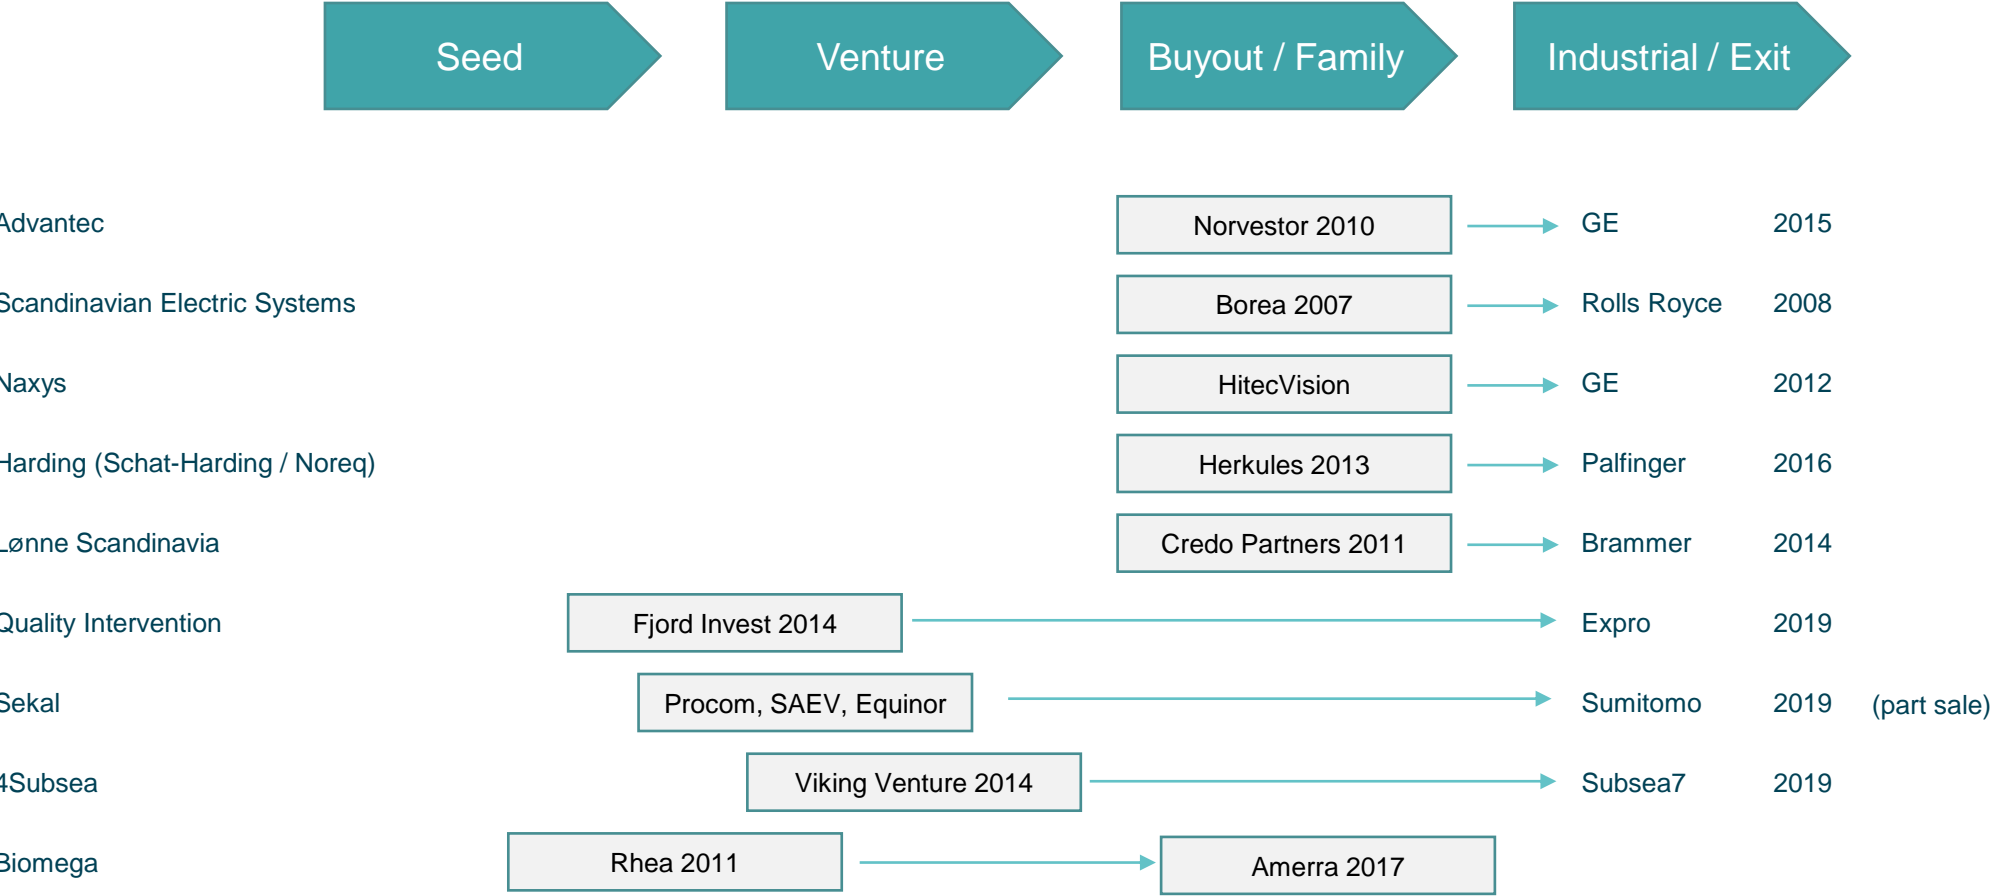 Seed Venture Buyout / Family Industrial / Exit
Advantec Norvestor 2010 GE 2015
Scandinavian Electric Systems Borea 2007 Rolls Royce 2008
Naxys HitecVision GE 2012
Harding (Schat-Harding / Noreq) Herkules 2013 Palfinger 2016
Lønne Scandinavia Credo Partners 2011 Brammer 2014
Quality Intervention Fjord Invest 2014 Expro 2019
Sekal Procom, SAEV, Equinor Sumitomo 2019 (part sale)
4Subsea Viking Venture 2014 Subsea7 2019
Biomega Rhea 2011 Amerra 2017